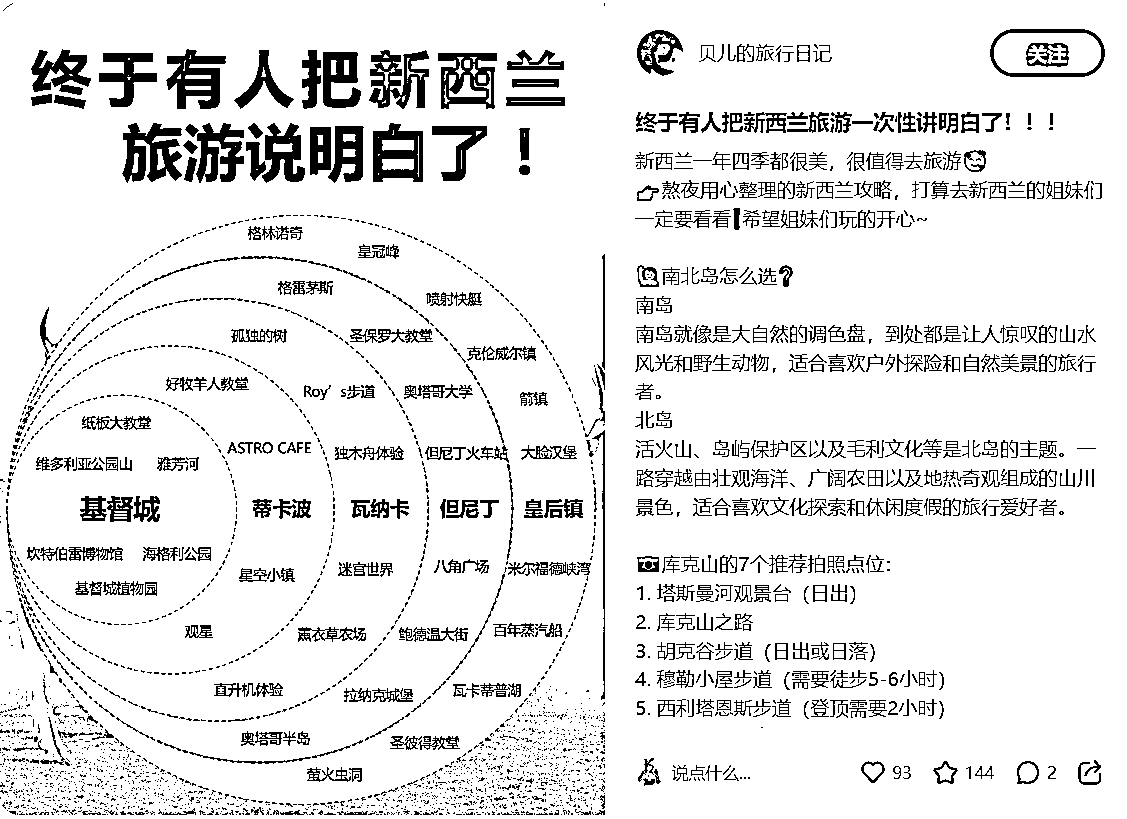 终于有人把新西兰
旅游说明白了！
格林诺奇
皇冠峰
格雷茅斯
喷射快艇
孤独的树
圣保罗大教堂
克伦威尔镇
好牧羊人教堂
Roy's步道
奥塔哥大学
箭镇
纸板大教堂
ASTRO CAFE
独木舟体验
但尼丁火车站
大脸汉堡
维多利亚公园山
雅芳河
基督城
蒂卡波
瓦纳卡
但尼丁
皇后镇
坎特伯雷博物馆
海格利公园
星空小镇
迷宫世界
八角广场
米尔福德峡湾
基督城植物园
观星
薰衣草农场
鲍德温大街
百年蒸汽船
直升机体验
拉纳克城堡
瓦卡蒂普湖
奥塔哥半岛
圣彼得教堂
萤火虫洞
贝儿的旅行日记
关注
终于有人把新西兰旅游一次性讲明白了！！！
新西兰一年四季都很美，很值得去旅游🥰
👉熬夜用心整理的新西兰攻略，打算去新西兰的姐妹们
一定要看看❗希望姐妹们玩的开心~
🙋南北岛怎么选❓
南岛
南岛就像是大自然的调色盘，到处都是让人惊叹的山水
风光和野生动物，适合喜欢户外探险和自然美景的旅行
者。
北岛
活火山、岛屿保护区以及毛利文化等是北岛的主题。一
路穿越由壮观海洋、广阔农田以及地热奇观组成的山川
景色，适合喜欢文化探索和休闲度假的旅行爱好者。
📷库克山的7个推荐拍照点位：
1. 塔斯曼河观景台（日出）
2. 库克山之路
3. 胡克谷步道（日出或日落）
4. 穆勒小屋步道（需要徒步5-6小时）
5. 西利塔恩斯步道（登顶需要2小时）
说点什么...
93
144
2